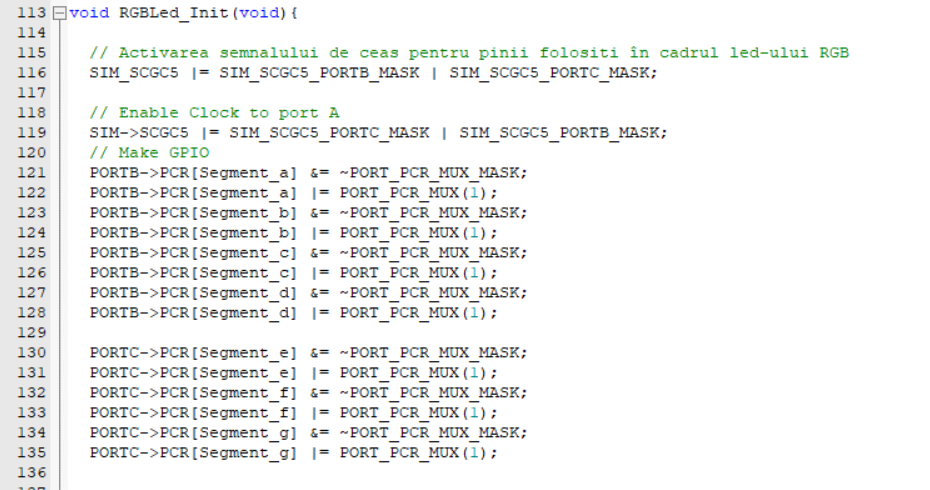 113 void RGBLed_Init(void){
114
115 // Activarea semnalului de ceas pentru pinii folositi în cadrul led-ului RGB
116 SIM_SCGC5 |= SIM_SCGC5_PORTB_MASK | SIM_SCGC5_PORTC_MASK;
117
118 // Enable Clock to port A
119 SIM->SCGC5 |= SIM_SCGC5_PORTC_MASK | SIM_SCGC5_PORTB_MASK;
120 // Make GPIO
121 PORTB->PCR[Segment_a] &= ~PORT_PCR_MUX_MASK;
122 PORTB->PCR[Segment_a] |= PORT_PCR_MUX(1);
123 PORTB->PCR[Segment_b] &= ~PORT_PCR_MUX_MASK;
124 PORTB->PCR[Segment_b] |= PORT_PCR_MUX(1);
125 PORTB->PCR[Segment_c] &= ~PORT_PCR_MUX_MASK;
126 PORTB->PCR[Segment_c] |= PORT_PCR_MUX(1);
127 PORTB->PCR[Segment_d] &= ~PORT_PCR_MUX_MASK;
128 PORTB->PCR[Segment_d] |= PORT_PCR_MUX(1);
129
130 PORTC->PCR[Segment_e] &= ~PORT_PCR_MUX_MASK;
131 PORTC->PCR[Segment_e] |= PORT_PCR_MUX(1);
132 PORTC->PCR[Segment_f] &= ~PORT_PCR_MUX_MASK;
133 PORTC->PCR[Segment_f] |= PORT_PCR_MUX(1);
134 PORTC->PCR[Segment_g] &= ~PORT_PCR_MUX_MASK;
135 PORTC->PCR[Segment_g] |= PORT_PCR_MUX(1);
136